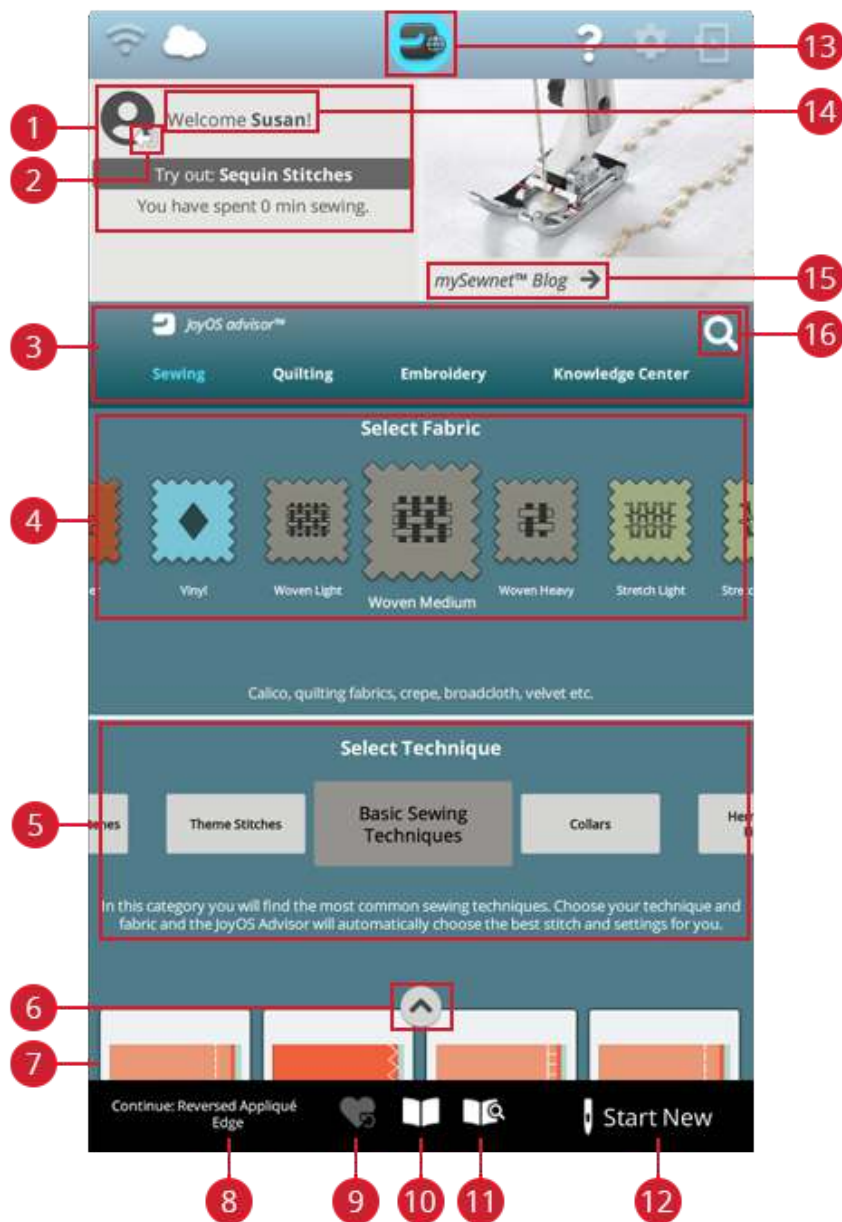 13
1
Welcome Susan!
14
2
Try out: Sequin Stitches
You have spent 0 min sewing.
mySewnet™ Blog
15
JoyOS advisor™
16
3
Sewing Quilting Embroidery Knowledge Center
Select Fabric
4
er Vinyl Woven Light Woven Medium Woven Heavy Stretch Light
Calico, quilting fabrics, crepe, broadcloth, velvet etc.
Select Technique
5
Theme Stitches Basic Sewing Techniques Collars
In this category you will find the most common sewing techniques. Choose your technique and
fabric and the JoyOS Advisor will automatically choose the best stitch and settings for you.
6
7
Continue: Reversed Appliqué
Edge
Start New
8 9 10 11 12